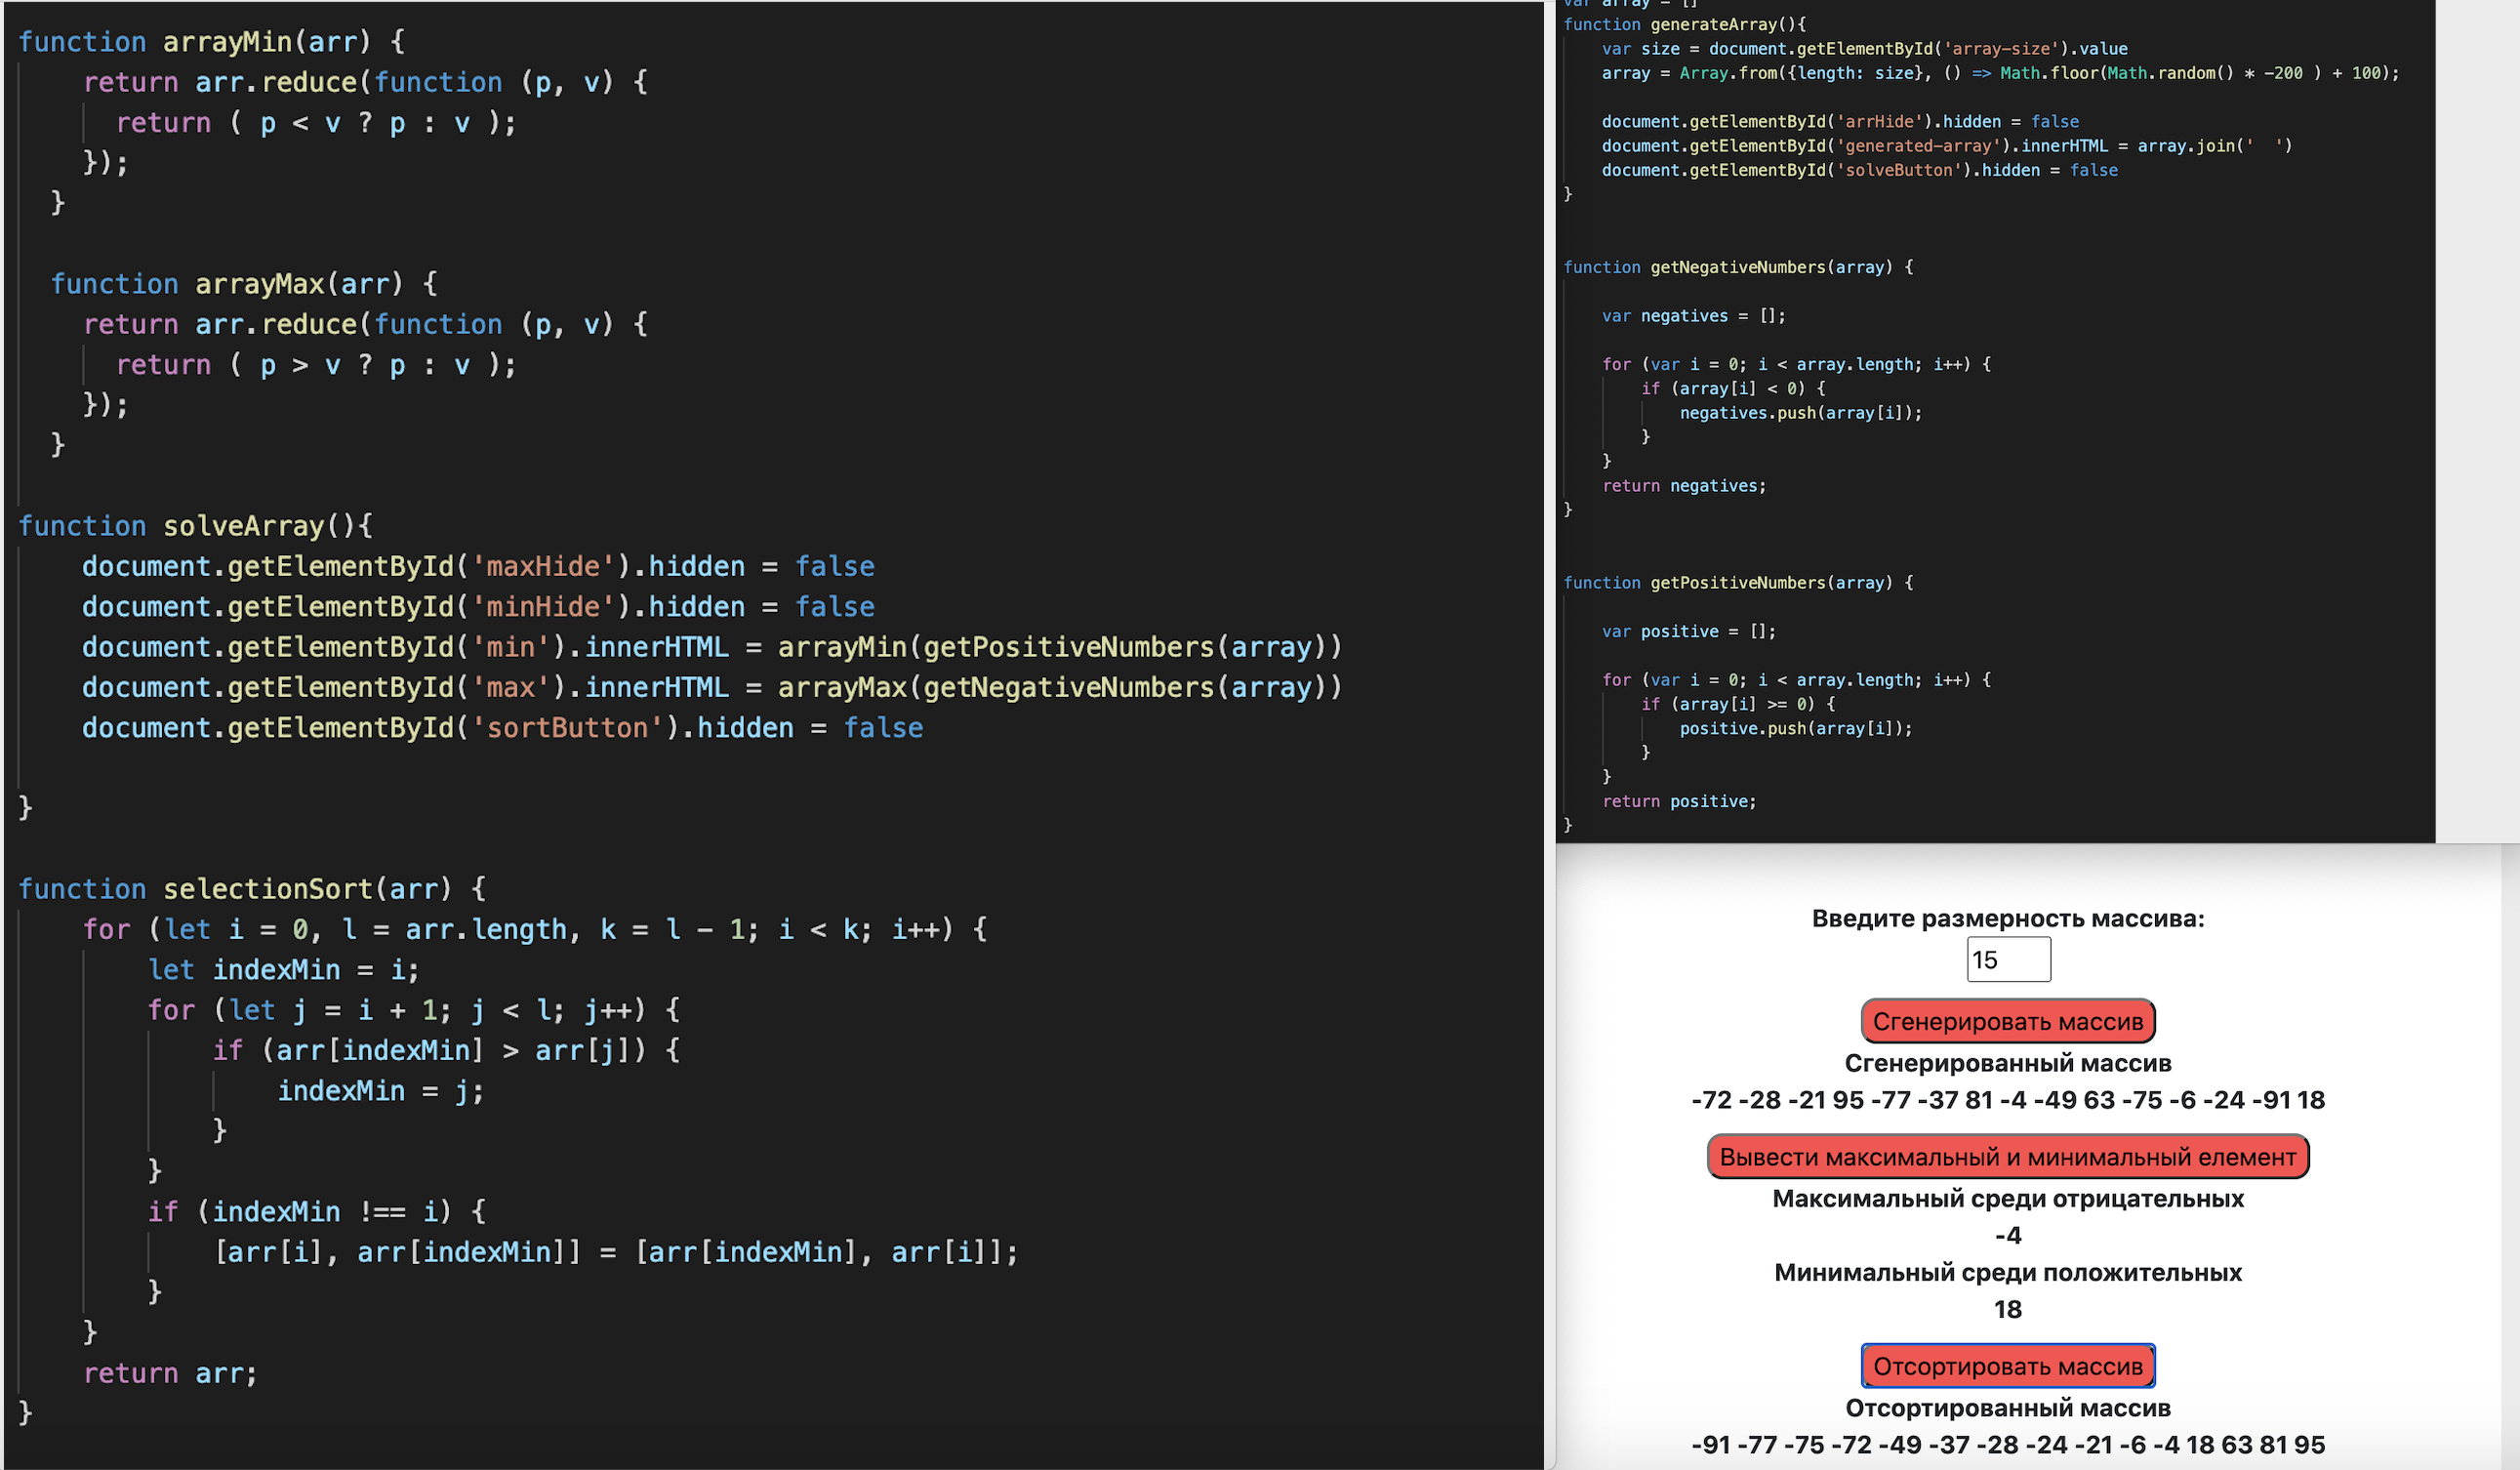 function arrayMin(arr) {
return arr.reduce(function (p, v) {
return ( p < v ? p : v );
});
}
function arrayMax(arr) {
return arr.reduce(function (p, v) {
return ( p > v ? p : v );
});
}
function solveArray(){
document.getElementById('maxHide').hidden = false
document.getElementById('minHide').hidden = false
document.getElementById('min').innerHTML = arrayMin(getPositiveNumbers(array))
document.getElementById('max').innerHTML = arrayMax(getNegativeNumbers(array))
document.getElementById('sortButton').hidden = false
}
function selectionSort(arr) {
for (let i = 0, l = arr.length, k = l - 1; i < k; i++) {
let indexMin = i;
for (let j = i + 1; j < l; j++) {
if (arr[indexMin] > arr[j]) {
indexMin = j;
}
}
if (indexMin !== i) {
[arr[i], arr[indexMin]] = [arr[indexMin], arr[i]];
}
}
return arr;
}
var array = []
function generateArray(){
var size = document.getElementById('array-size').value
array = Array.from({length: size}, () => Math.floor(Math.random() * -200 ) + 100);
document.getElementById('arrHide').hidden = false
document.getElementById('generated-array').innerHTML = array.join('  ')
document.getElementById('solveButton').hidden = false
}
function getNegativeNumbers(array) {
var negatives = [];
for (var i = 0; i < array.length; i++) {
if (array[i] < 0) {
negatives.push(array[i]);
}
}
return negatives;
}
function getPositiveNumbers(array) {
var positive = [];
for (var i = 0; i < array.length; i++) {
if (array[i] >= 0) {
positive.push(array[i]);
}
}
return positive;
}
Введите размерность массива:
15
Сгенерировать массив
Сгенерированный массив
-72 -28 -21 95 -77 -37 81 -4 -49 63 -75 -6 -24 -91 18
Вывести максимальный и минимальный елемент
Максимальный среди отрицательных
-4
Минимальный среди положительных
18
Отсортировать массив
Отсортированный массив
-91 -77 -75 -72 -49 -37 -28 -24 -21 -6 -4 18 63 81 95